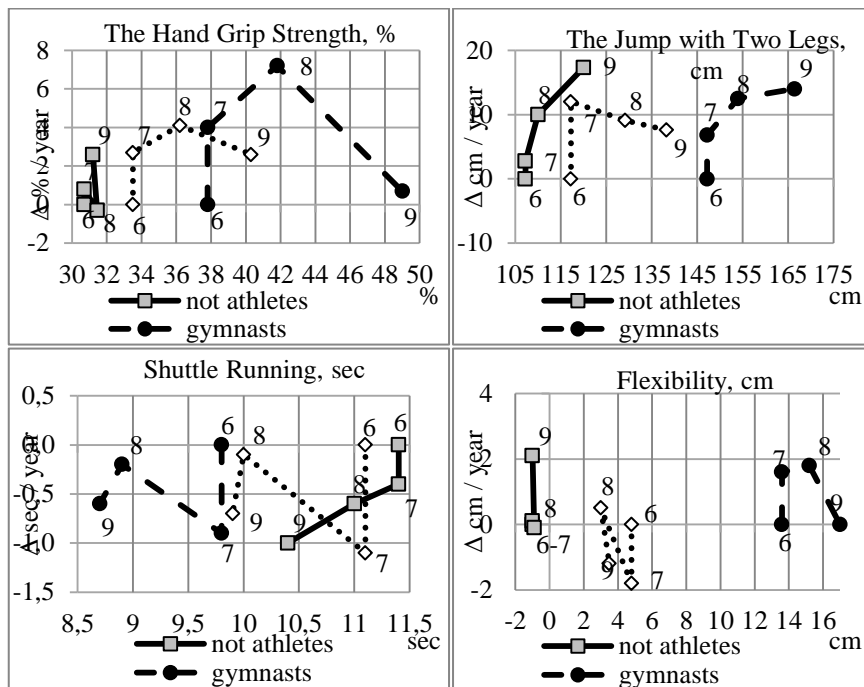 The Hand Grip Strength, %
Δ % / year
8
6
4
2
0
-2
6
7
8
9
6
7
8
9
6
7
8
9
30 32 34 36 38 40 42 44 46 48 50
%
not athletes
gymnasts
The Jump with Two Legs,
cm
Δ cm / year
20
10
0
-10
6
7
8
9
6
7
8
9
6
7
8
9
105 115 125 135 145 155 165 175
cm
not athletes
gymnasts
Shuttle Running, sec
Δ sec / year
0,5
0,0
-0,5
-1,0
-1,5
6
7
8
9
6
7
8
9
6
7
8
9
8,5 9 9,5 10 10,5 11 11,5
sec
not athletes
gymnasts
Flexibility, cm
Δ cm / year
4
2
0
-2
9
8
6-7
8
6
9
7
7
8
6
9
-2 0 2 4 6 8 10 12 14 16
cm
not athletes
gymnasts